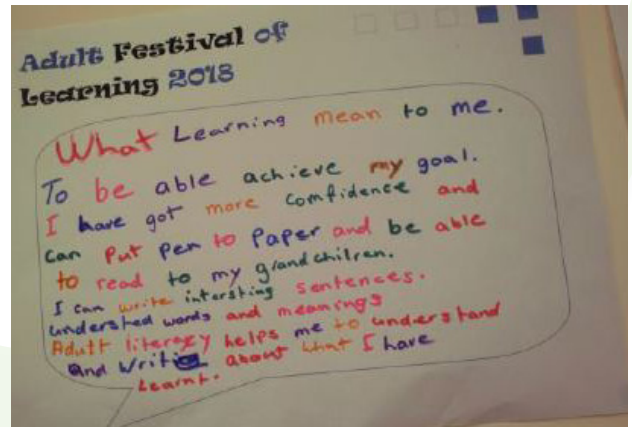 Adult Festival of
Learning 2018
What Learning mean to me.
To be able achieve my goal.
I have got more comfidence and
can put pen to Paper and be able
to read to my grandchilren.
I can write intersting sentences.
understed words and meanings
Adult literacy helps me to understand
and writing about what I have
Learnt.